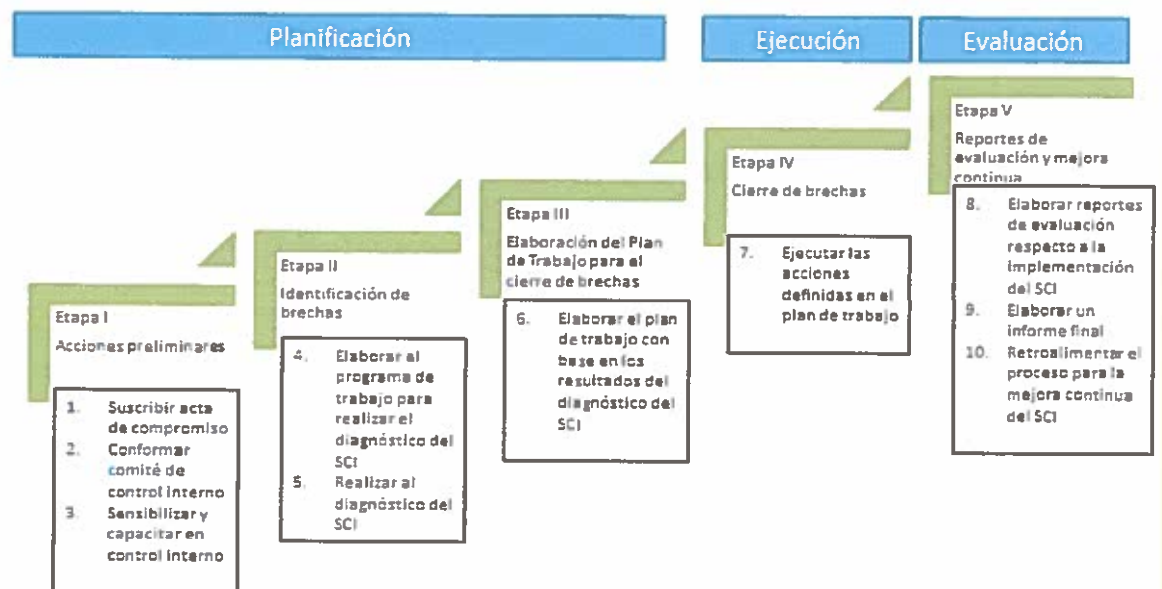 Planificación
Ejecución
Evaluación
Etapa I
Acciones preliminares
1. Suscribir acta
de compromiso
2. Conformar
comité de
control interno
3. Sensibilizar y
capacitar en
control interno
Etapa II
Identificación de
brechas
4. Elaborar el
programa de
trabajo para
realizar el
diagnóstico del
SCI
5. Realizar al
diagnóstico del
SCI
Etapa III
Elaboración del Plan
de Trabajo para el
cierre de brechas
6. Elaborar el plan
de trabajo con
base en los
resultados del
diagnóstico del
SCI
Etapa IV
Cierre de brechas
7. Ejecutar las
acciones
definidas en el
plan de trabajo
Etapa V
Reportes de
evaluación y mejora
continua
8. Elaborar reportes
de evaluación
respecto a la
implementación
del SCI
9. Elaborar un
informe final
10. Retroalimentar el
proceso para la
mejora continua
del SCI